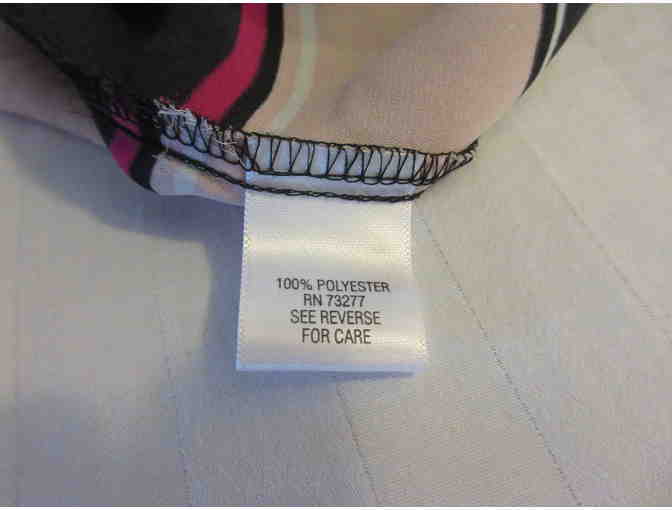 100% POLYESTER
RN 73277
SEE REVERSE
FOR CARE